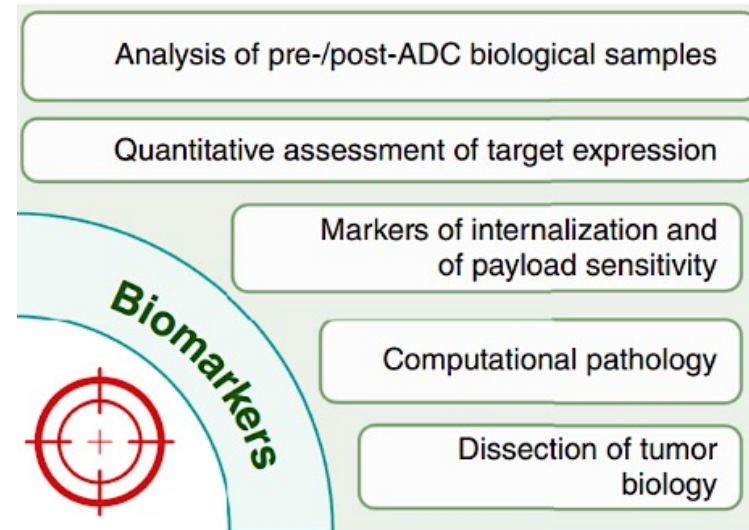 Analysis of pre-/post-ADC biological samples
Quantitative assessment of target expression
Markers of internalization and
of payload sensitivity
Biomarkers
Computational pathology
Dissection of tumor
biology